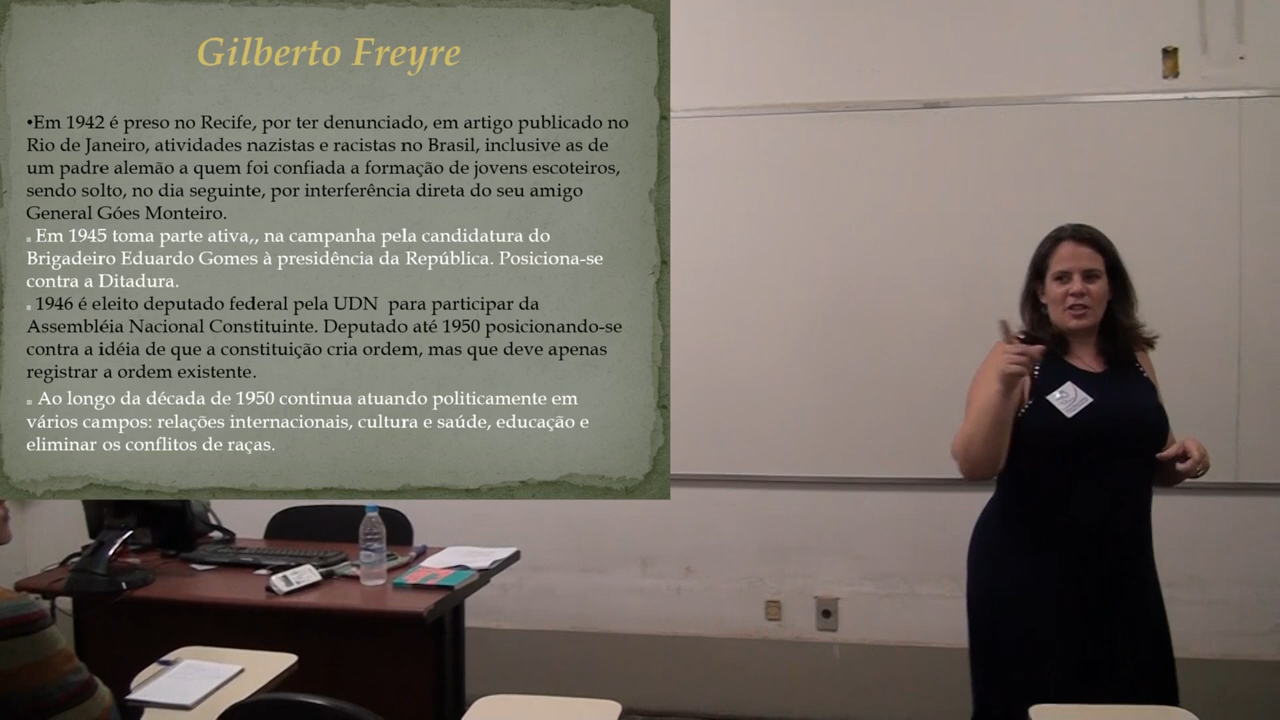 Gilberto Freyre
•Em 1942 é preso no Recife, por ter denunciado, em artigo publicado no
Rio de Janeiro, atividades nazistas e racistas no Brasil, inclusive as de
um padre alemão a quem foi confiada a formação de jovens escoteiros,
sendo solto, no dia seguinte, por interferência direta do seu amigo
General Góes Monteiro.
Em 1945 toma parte ativa,, na campanha pela candidatura do
Brigadeiro Eduardo Gomes à presidência da República. Posiciona-se
contra a Ditadura.
1946 é eleito deputado federal pela UDN para participar da
Assembléia Nacional Constituinte. Deputado até 1950 posicionando-se
contra a idéia de que a constituição cria ordem, mas que deve apenas
registrar a ordem existente.
Ao longo da década de 1950 continua atuando politicamente em
vários campos: relações internacionais, cultura e saúde, educação e
eliminar os conflitos de raças.